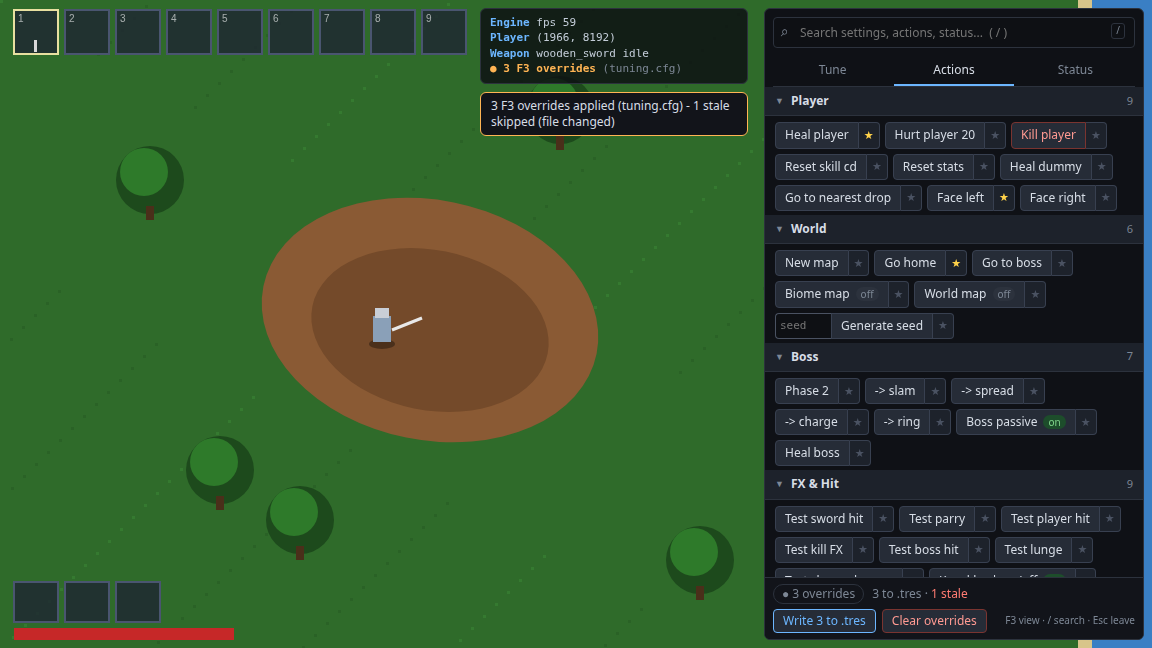 1 2 3 4 5 6 7 8 9
Engine fps 59
Player (1966, 8192)
Weapon wooden_sword idle
● 3 F3 overrides (tuning.cfg)
3 F3 overrides applied (tuning.cfg) - 1 stale
skipped (file changed)
Search settings, actions, status... ( / ) /
Tune Actions Status
▼ Player 9
Heal player ★ Hurt player 20 ★ Kill player ★
Reset skill cd ★ Reset stats ★ Heal dummy ★
Go to nearest drop ★ Face left ★ Face right ★
▼ World 6
New map ★ Go home ★ Go to boss ★
Biome map off ★ World map off ★
seed Generate seed ★
▼ Boss 7
Phase 2 ★ -> slam ★ -> spread ★
-> charge ★ -> ring ★ Boss passive on ★
Heal boss ★
▼ FX & Hit 9
Test sword hit ★ Test parry ★ Test player hit ★
Test kill FX ★ Test boss hit ★ Test lunge ★
● 3 overrides 3 to .tres · 1 stale
Write 3 to .tres Clear overrides F3 view · / search · Esc leave